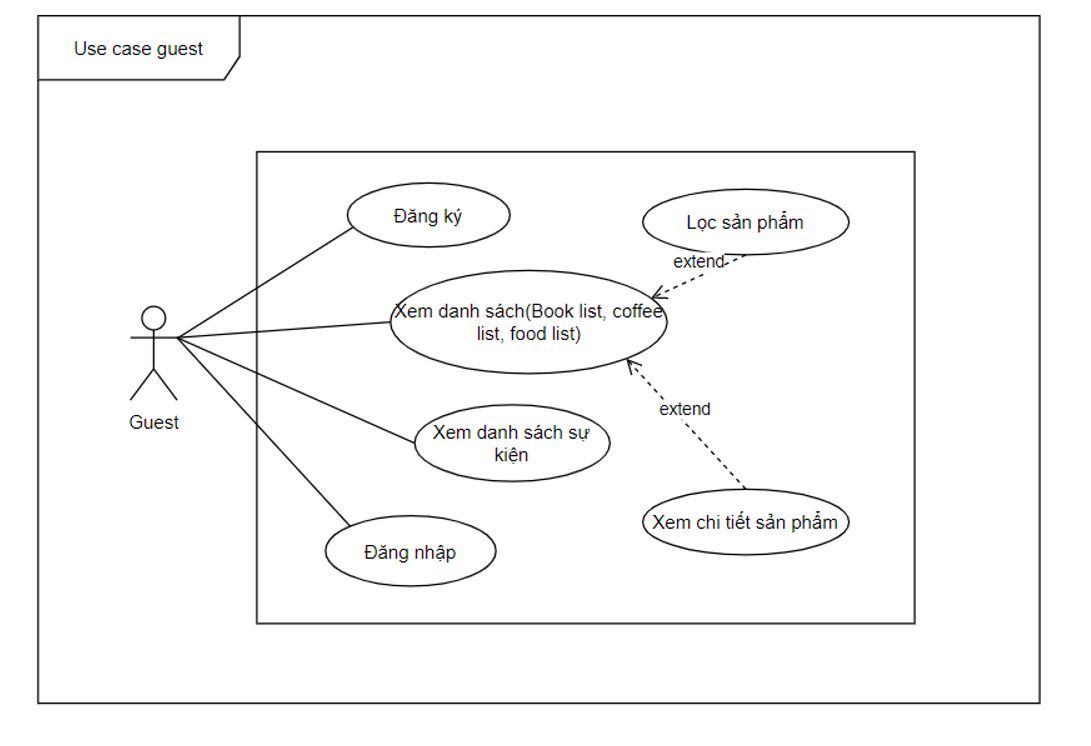 Use case guest
Đăng ký
Lọc sản phẩm
extend
Xem danh sách(Book list, coffee
list, food list)
extend
Guest
Xem danh sách sự
kiện
Xem chi tiết sản phẩm
Đăng nhập